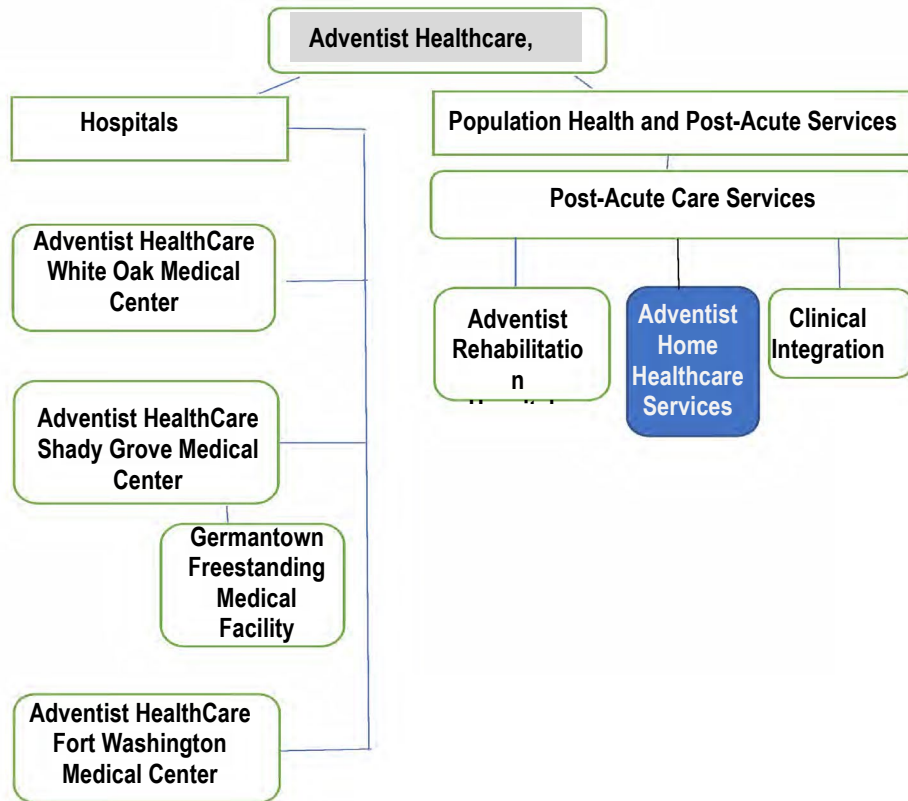 Adventist Healthcare,
Hospitals
Population Health and Post-Acute Services
Post-Acute Care Services
Adventist HealthCare
White Oak Medical
Center
Adventist
Rehabilitatio
n
Adventist
Home
Healthcare
Services
Clinical
Integration
Adventist HealthCare
Shady Grove Medical
Center
Germantown
Freestanding
Medical
Facility
Adventist HealthCare
Fort Washington
Medical Center